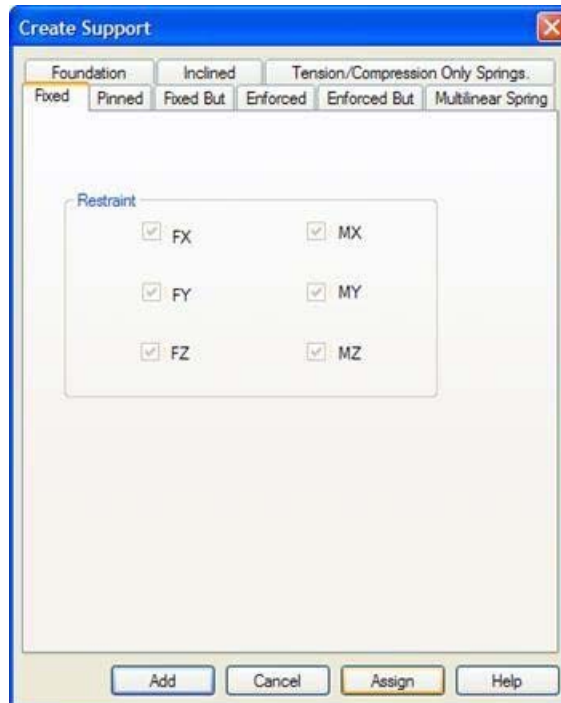 Create Support
Foundation Inclined Tension/Compression Only Springs.
Fixed Pinned Fixed But Enforced Enforced But Multilinear Spring
Restraint
FX MX
FY MY
FZ MZ
Add Cancel Assign Help